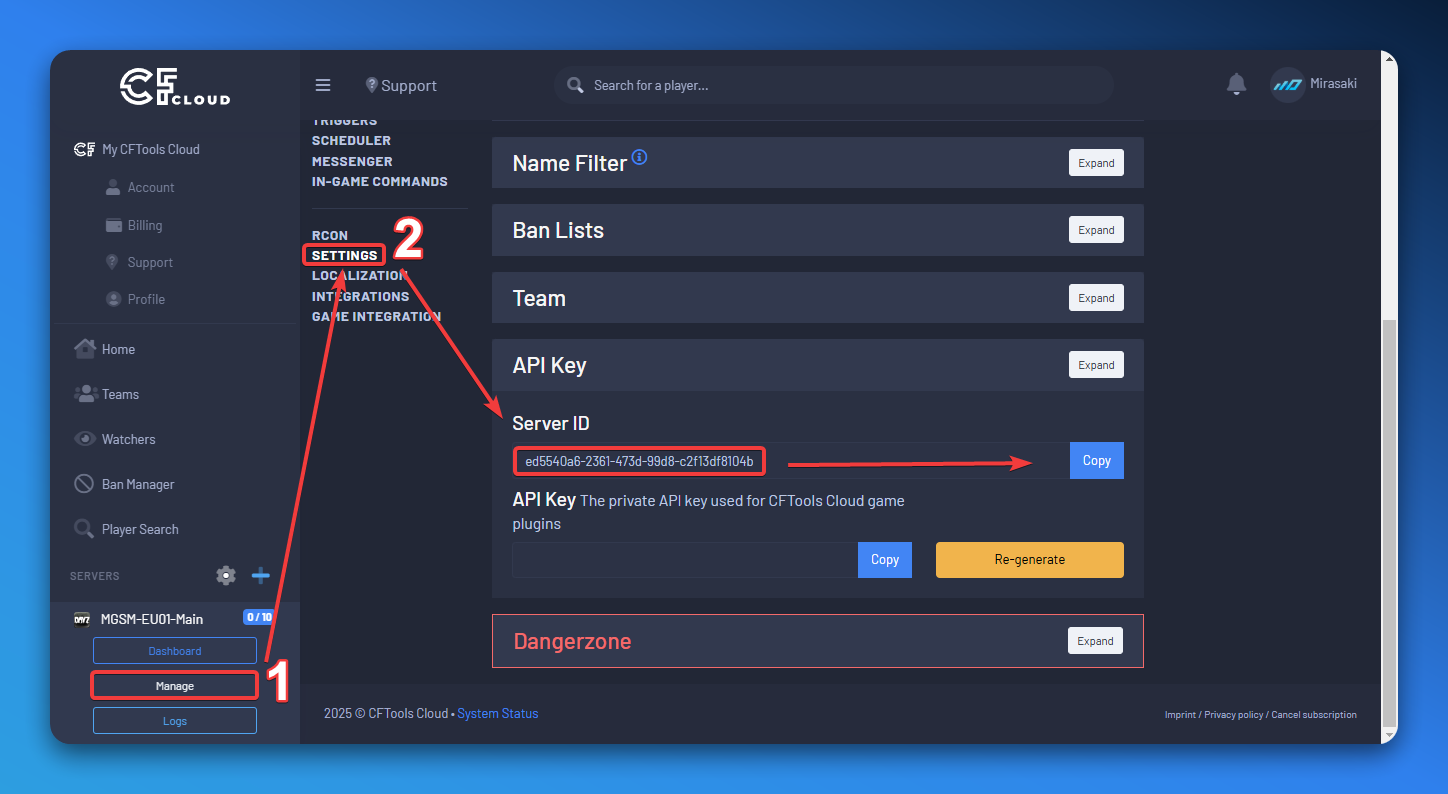 CF CLOUD
Support
Search for a player...
Mirasaki
CF My CFTools Cloud
Account
Billing
Support
Profile
Home
Teams
Watchers
Ban Manager
Player Search
SERVERS
DAYZ MGSM-EU01-Main 0 / 10
Dashboard
Manage
1
Logs
TRIGGERS
SCHEDULER
MESSENGER
IN-GAME COMMANDS
RCON
SETTINGS
2
LOCALIZATION
INTEGRATIONS
GAME INTEGRATION
Name Filter Expand
Ban Lists Expand
Team Expand
API Key Expand
Server ID
ed5540a6-2361-473d-99d8-c2f13df8104b Copy
API Key The private API key used for CFTools Cloud game
plugins
Copy Re-generate
Dangerzone Expand
2025 © CFTools Cloud • System Status
Imprint / Privacy policy / Cancel subscription